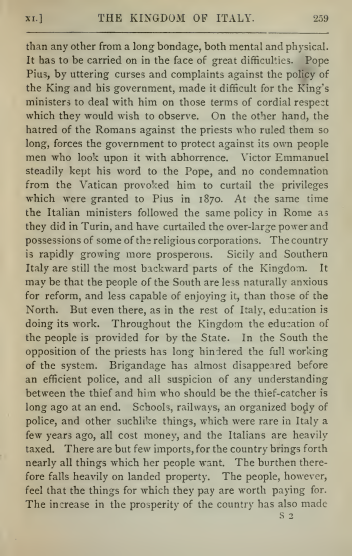 XI.] THE KINGDOM OF ITALY. 259
than any other from a long bondage, both mental and physical.
It has to be carried on in the face of great difficulties. Pope
Pius, by uttering curses and complaints against the policy of
the King and his government, made it difficult for the King's
ministers to deal with him on those terms of cordial respect
which they would wish to observe. On the other hand, the
hatred of the Romans against the priests who ruled them so
long, forces the government to protect against its own people
men who look upon it with abhorrence. Victor Emmanuel
steadily kept his word to the Pope, and no condemnation
from the Vatican provoked him to curtail the privileges
which were granted to Pius in 1870. At the same time
the Italian ministers followed the same policy in Rome as
they did in Turin, and have curtailed the over-large power and
possessions of some of the religious corporations. The country
is rapidly growing more prosperous. Sicily and Southern
Italy are still the most backward parts of the Kingdom. It
may be that the people of the South are less naturally anxious
for reform, and less capable of enjoying it, than those of the
North. But even there, as in the rest of Italy, education is
doing its work. Throughout the Kingdom the education of
the people is provided for by the State. In the South the
opposition of the priests has long hindered the full working
of the system. Brigandage has almost disappeared before
an efficient police, and all suspicion of any understanding
between the thief and him who should be the thief-catcher is
long ago at an end. Schools, railways, an organized body of
police, and other suchlike things, which were rare in Italy a
few years ago, all cost money, and the Italians are heavily
taxed. There are but few imports, for the country brings forth
nearly all things which her people want. The burthen there-
fore falls heavily on landed property. The people, however,
feel that the things for which they pay are worth paying for.
The increase in the prosperity of the country has also made
S 2